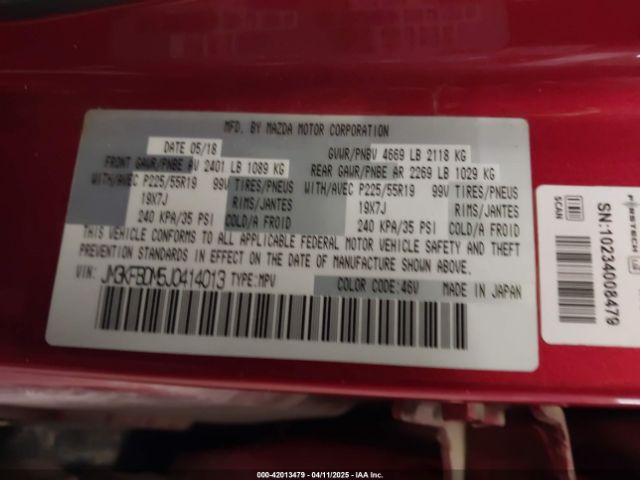 MFD. BY MAZDA MOTOR CORPORATION
DATE 05/18 GVWR/PNBV 4669 LB 2118 KG
FRONT GAWR/PNBE AV 2401 LB 1089 KG REAR GAWR/PNBE AR 2269 LB 1029 KG
WITH/AVEC P225/55R19 99V TIRES/PNEUS WITH/AVEC P225/55R19 99V TIRES/PNEUS
19X7J RIMS/JANTES 19X7J RIMS/JANTES
240 KPA/35 PSI COLD/A FROID 240 KPA/35 PSI COLD/A FROID
THIS VEHICLE CONFORMS TO ALL APPLICABLE FEDERAL MOTOR VEHICLE SAFETY AND THEFT
PREVENTION STANDARDS IN EFFECT ON THE DATE OF MANUFACTURE SHOWN ABOVE.
VIN: JM3KFBDM5J0414013 TYPE: MPV COLOR CODE: 46V MADE IN JAPAN
SCAN
SN:10234008479
FIRSTECH
000-42013479 - 04/11/2025 - IAA Inc.